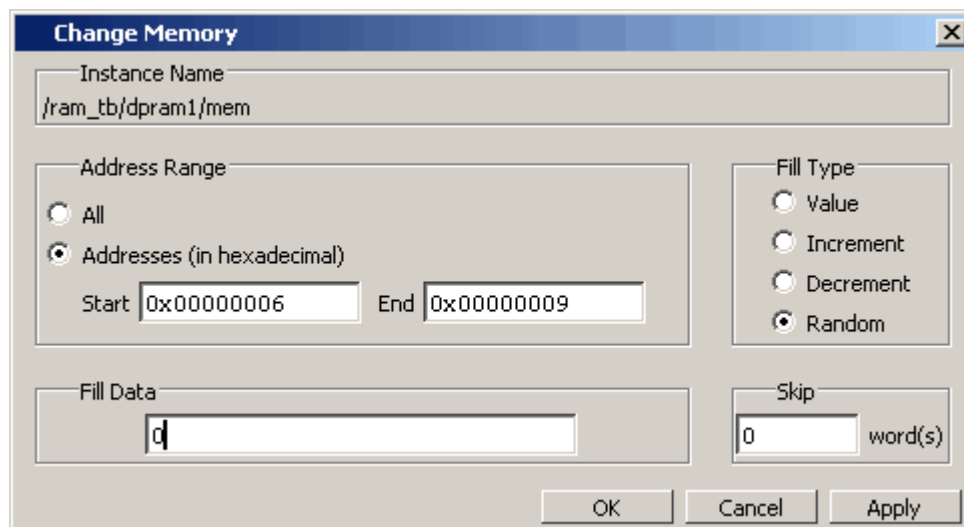 Change Memory
Instance Name
/ram_tb/dpram1/mem
Address Range
All
Addresses (in hexadecimal)
Start 0x00000006 End 0x00000009
Fill Type
Value
Increment
Decrement
Random
Fill Data
0
Skip
0 word(s)
OK Cancel Apply